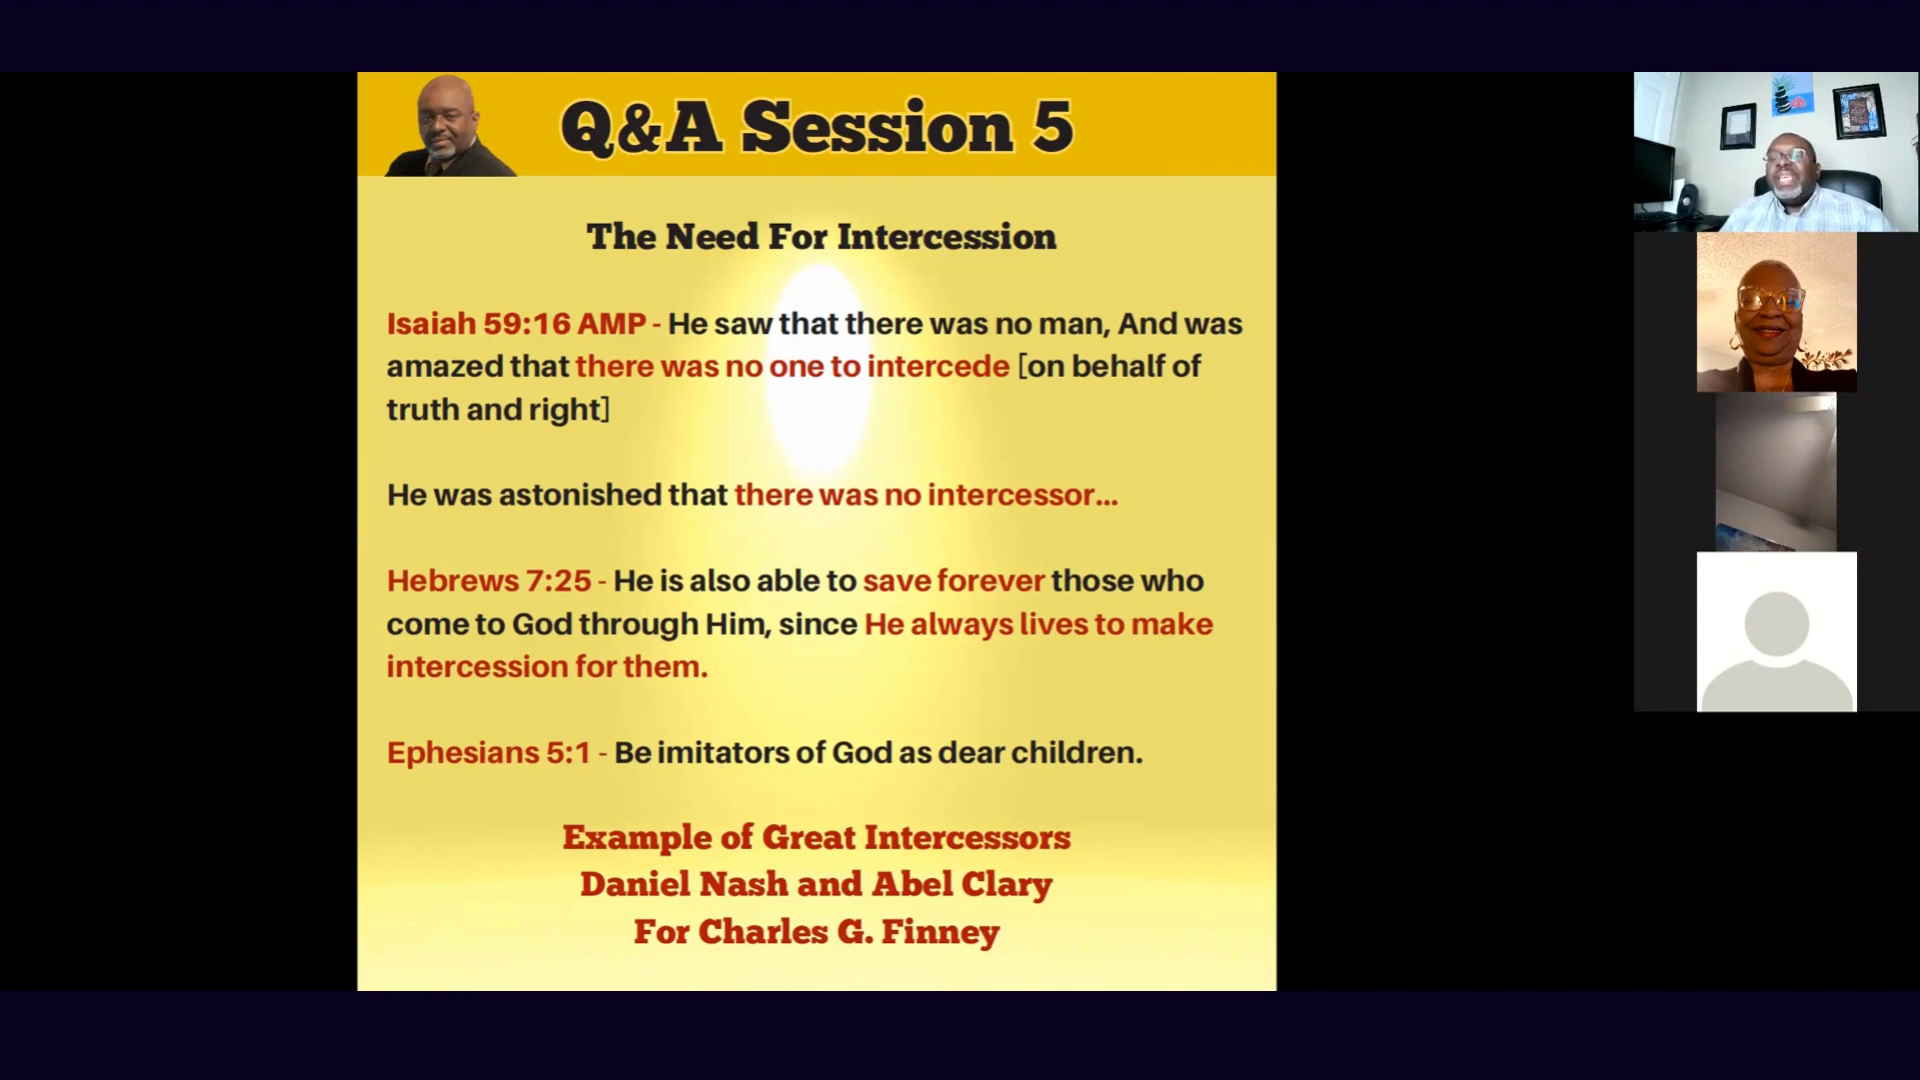 Q&A Session 5
The Need For Intercession
Isaiah 59:16 AMP - He saw that there was no man, And was
amazed that there was no one to intercede [on behalf of
truth and right]
He was astonished that there was no intercessor...
Hebrews 7:25 - He is also able to save forever those who
come to God through Him, since He always lives to make
intercession for them.
Ephesians 5:1 - Be imitators of God as dear children.
Example of Great Intercessors
Daniel Nash and Abel Clary
For Charles G. Finney